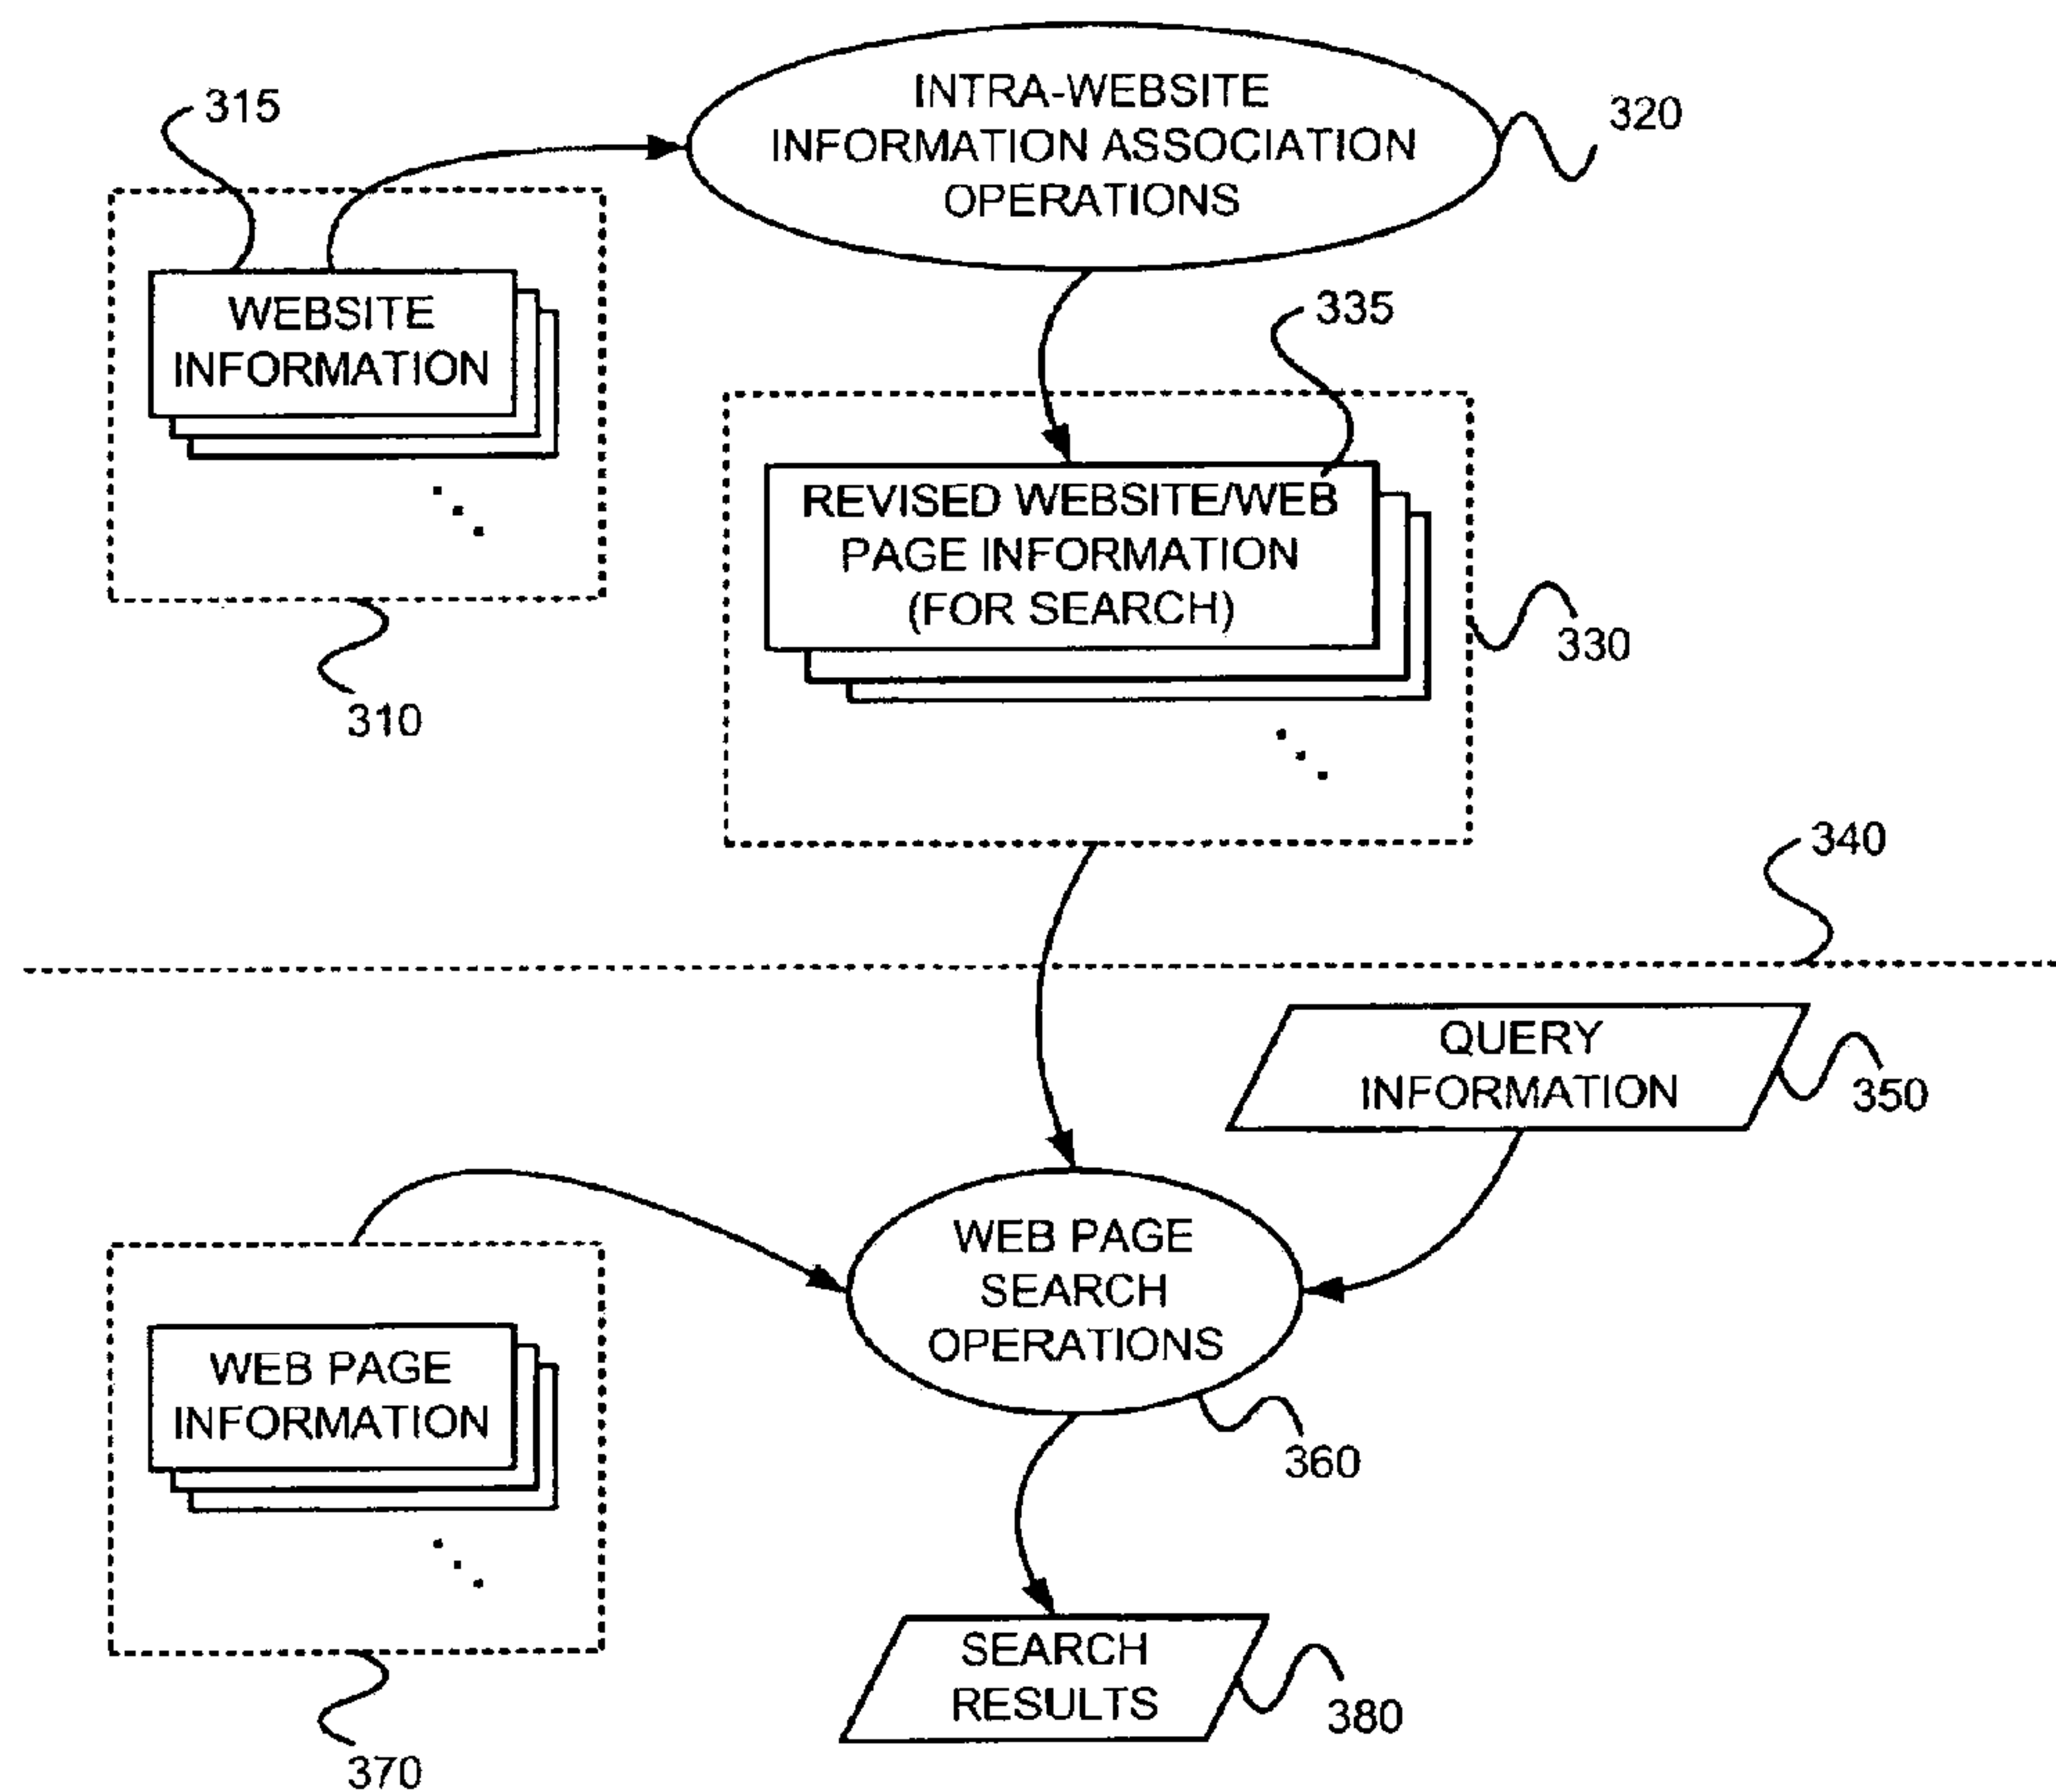 315
INTRA-WEBSITE
INFORMATION ASSOCIATION
OPERATIONS
320
WEBSITE
INFORMATION
310
335
REVISED WEBSITE/WEB
PAGE INFORMATION
(FOR SEARCH)
330
340
QUERY
INFORMATION
350
WEB PAGE
SEARCH
OPERATIONS
360
WEB PAGE
INFORMATION
370
SEARCH
RESULTS
380